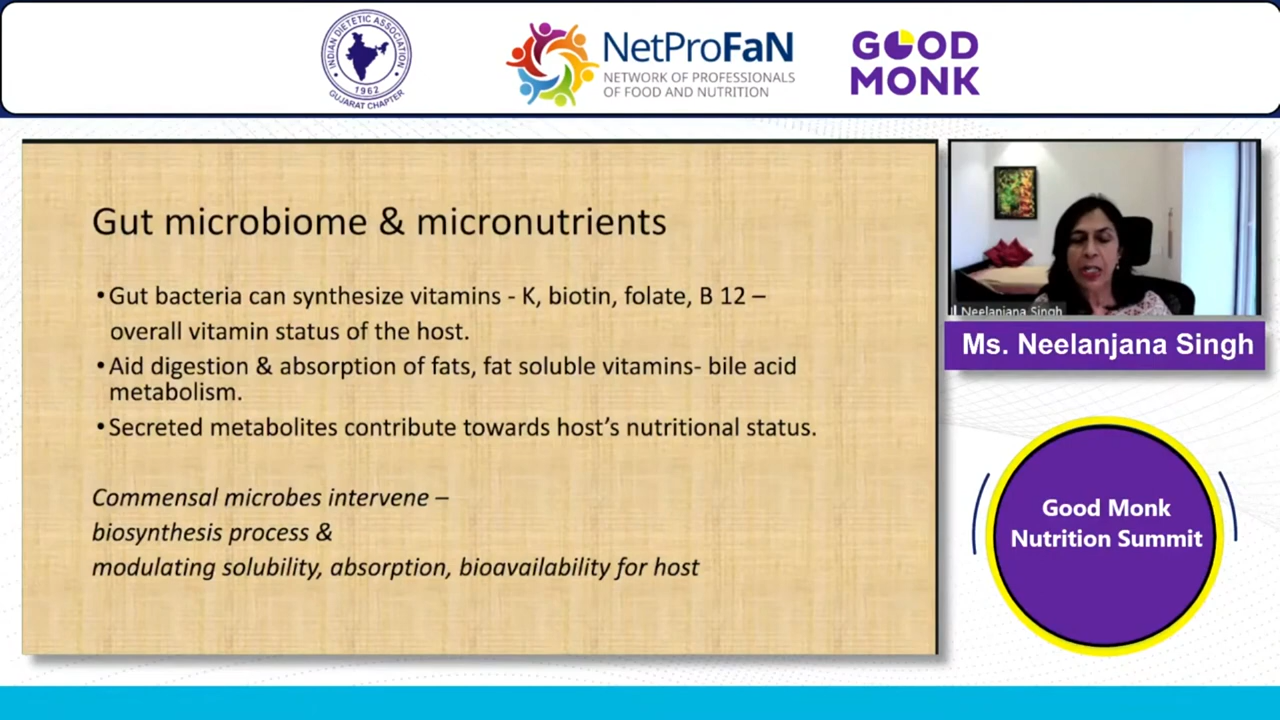 INDIAN DIETETIC ASSOCIATION
1962
GUJARAT CHAPTER
NetProFaN
NETWORK OF PROFESSIONALS
OF FOOD AND NUTRITION
GOOD
MONK
Gut microbiome & micronutrients
•Gut bacteria can synthesize vitamins - K, biotin, folate, B 12 –
overall vitamin status of the host.
•Aid digestion & absorption of fats, fat soluble vitamins- bile acid
metabolism.
•Secreted metabolites contribute towards host’s nutritional status.
Commensal microbes intervene –
biosynthesis process &
modulating solubility, absorption, bioavailability for host
Neelanjana Singh
Ms. Neelanjana Singh
Good Monk
Nutrition Summit